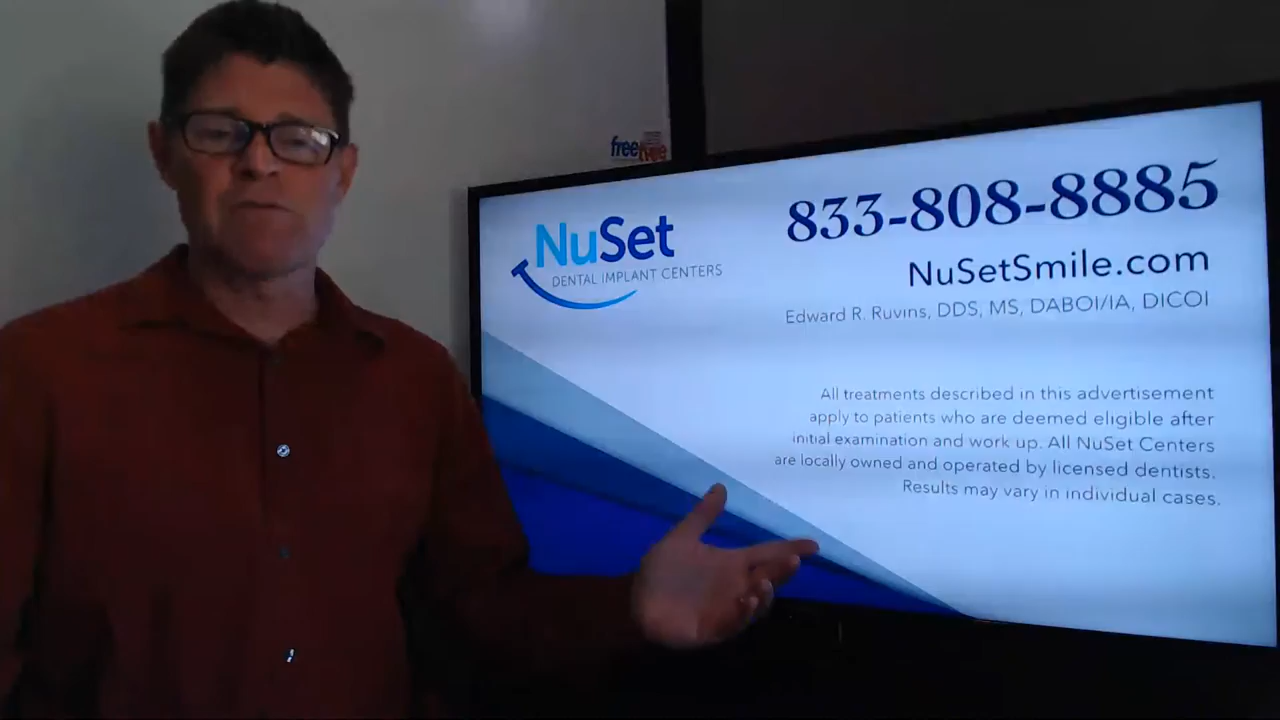 freefree
NuSet
DENTAL IMPLANT CENTERS
833-808-8885
NuSetSmile.com
Edward R. Ruvins, DDS, MS, DABOI/IA, DICOI
All treatments described in this advertisement
apply to patients who are deemed eligible after
initial examination and work up. All NuSet Centers
are locally owned and operated by licensed dentists.
Results may vary in individual cases.